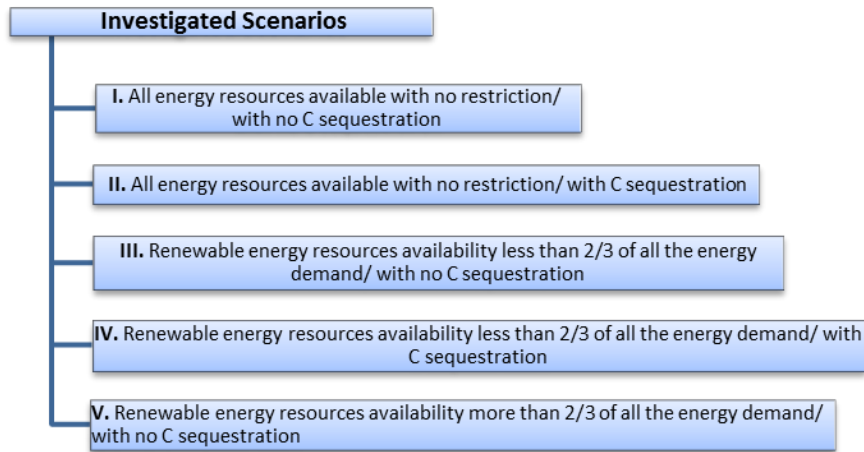 Investigated Scenarios
I. All energy resources available with no restriction/
with no C sequestration
II. All energy resources available with no restriction/ with C sequestration
III. Renewable energy resources availability less than 2/3 of all the energy
demand/ with no C sequestration
IV. Renewable energy resources availability less than 2/3 of all the energy demand/ with
C sequestration
V. Renewable energy resources availability more than 2/3 of all the energy demand/
with no C sequestration